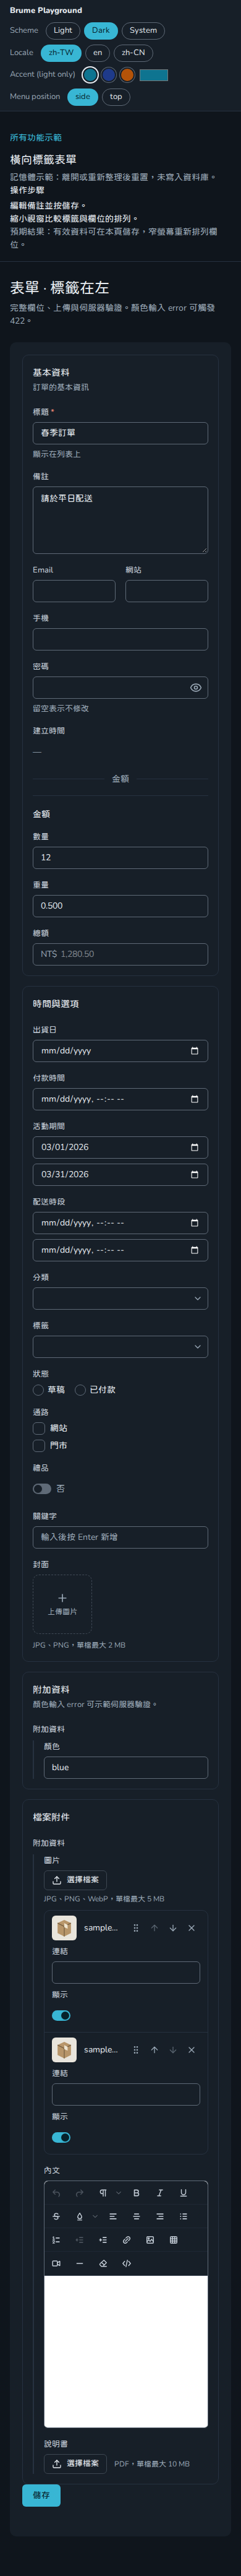 Brume Playground
Scheme Light Dark System
Locale zh-TW en zh-CN
Accent (light only)
Menu position side top
所有功能示範
橫向標籤表單
記憶體示範：離開或重新整理後重置，未寫入資料庫。
操作步驟
編輯備註並按儲存。
縮小視窗比較標籤與欄位的排列。
預期結果：有效資料可在本頁儲存，窄螢幕重新排列欄
位。
表單 · 標籤在左
完整欄位、上傳與伺服器驗證。顏色輸入 error 可觸發
422。
基本資料
訂單的基本資訊
標題 *
春季訂單
顯示在列表上
備註
請於平日配送
Email 網站
手機
密碼
留空表示不修改
建立時間
—
金額
金額
數量
12
重量
0.500
總額
NT$ 1,280.50
時間與選項
出貨日
mm/dd/yyyy
付款時間
mm/dd/yyyy, --:-- --
活動期間
03/01/2026
03/31/2026
配送時段
mm/dd/yyyy, --:-- --
mm/dd/yyyy, --:-- --
分類
標籤
狀態
草稿 已付款
通路
網站
門市
禮品
否
關鍵字
輸入後按 Enter 新增
封面
上傳圖片
JPG、PNG，單檔最大 2 MB
附加資料
顏色輸入 error 可示範伺服器驗證。
附加資料
顏色
blue
檔案附件
附加資料
圖片
選擇檔案
JPG、PNG、WebP，單檔最大 5 MB
sample...
連結
顯示
sample...
連結
顯示
內文
說明書
選擇檔案 PDF，單檔最大 10 MB
儲存